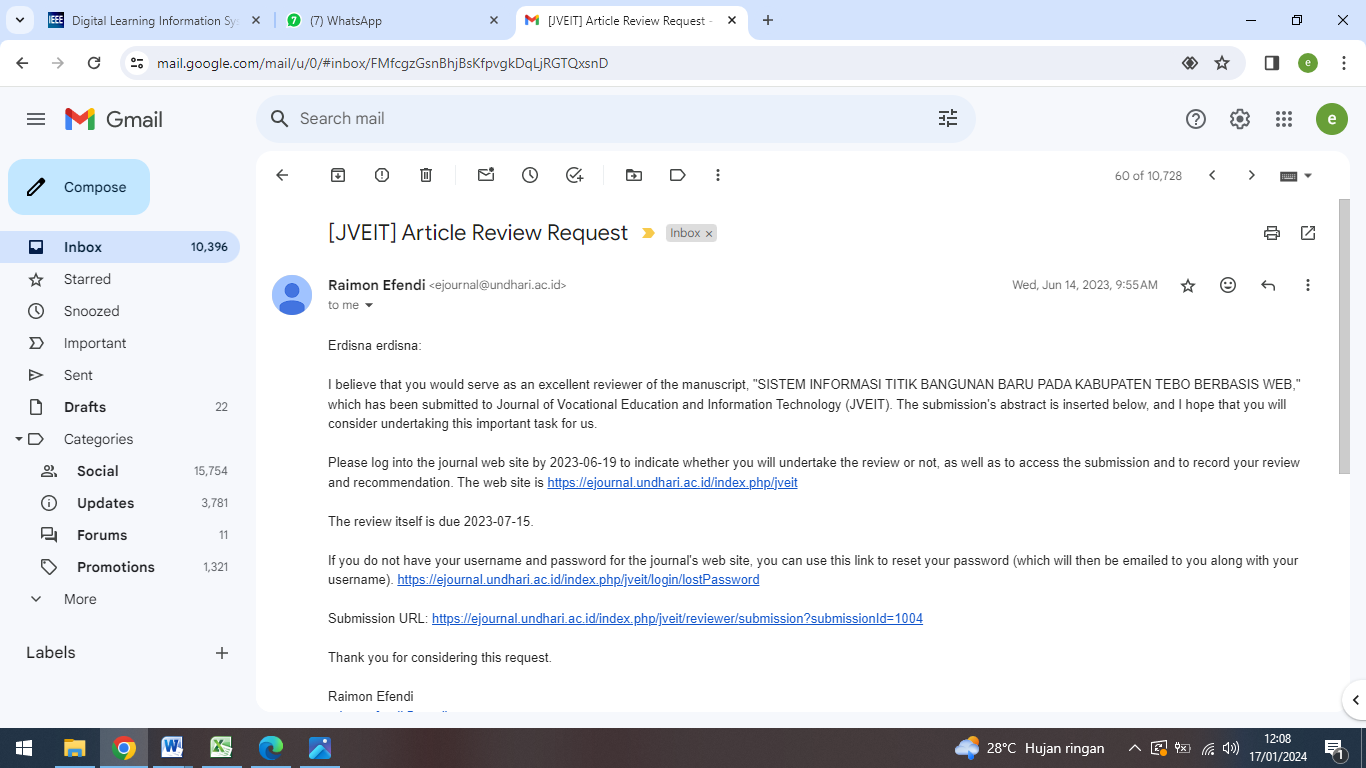 Digital Learning Information Sy
(7) WhatsApp
[JVEIT] Article Review Request -
mail.google.com/mail/u/0/#inbox/FMfcgzGsnBhjBsKfpvgkDqLjRGTQxsnD
e
Gmail
Search mail
e
Compose
60 of 10,728
Inbox 10,396
Starred
Snoozed
Important
Sent
Drafts 22
Categories
Social 15,754
Updates 3,781
Forums 11
Promotions 1,321
More
Labels
[JVEIT] Article Review Request Inbox
Raimon Efendi <ejournal@undhari.ac.id> Wed, Jun 14, 2023, 9:55 AM
to me
Erdisna erdisna:
I believe that you would serve as an excellent reviewer of the manuscript, "SISTEM INFORMASI TITIK BANGUNAN BARU PADA KABUPATEN TEBO BERBASIS WEB,"
which has been submitted to Journal of Vocational Education and Information Technology (JVEIT). The submission's abstract is inserted below, and I hope that you will
consider undertaking this important task for us.
Please log into the journal web site by 2023-06-19 to indicate whether you will undertake the review or not, as well as to access the submission and to record your review
and recommendation. The web site is https://ejournal.undhari.ac.id/index.php/jveit
The review itself is due 2023-07-15.
If you do not have your username and password for the journal's web site, you can use this link to reset your password (which will then be emailed to you along with your
username). https://ejournal.undhari.ac.id/index.php/jveit/login/lostPassword
Submission URL: https://ejournal.undhari.ac.id/index.php/jveit/reviewer/submission?submissionId=1004
Thank you for considering this request.
Raimon Efendi
28°C Hujan ringan
12:08
17/01/2024
1